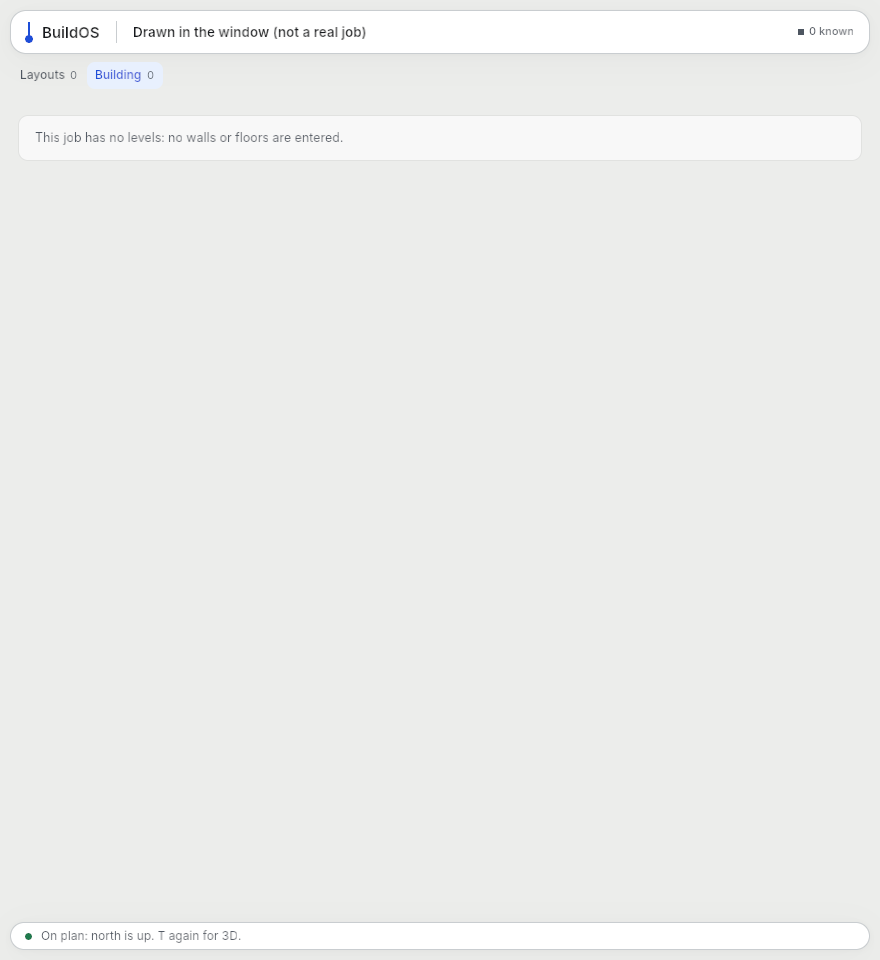 BuildOS
Drawn in the window (not a real job)
0 known
Layouts 0
Building 0
This job has no levels: no walls or floors are entered.
On plan: north is up. T again for 3D.